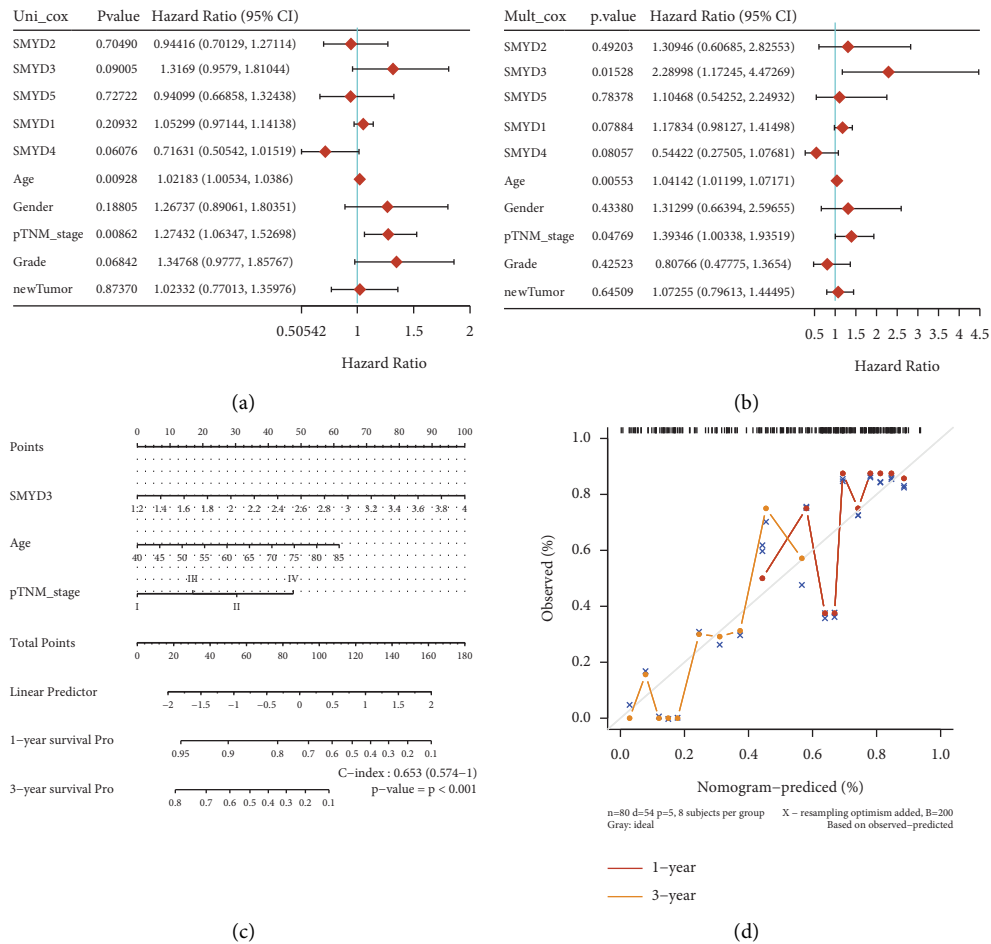 Uni_cox Pvalue Hazard Ratio (95% CI)
SMYD2 0.70490 0.94416 (0.70129, 1.27114)
SMYD3 0.09005 1.3169 (0.9579, 1.81044)
SMYD5 0.72722 0.94099 (0.66858, 1.32438)
SMYD1 0.20932 1.05299 (0.97144, 1.14138)
SMYD4 0.06076 0.71631 (0.50542, 1.01519)
Age 0.00928 1.02183 (1.00534, 1.0386)
Gender 0.18805 1.26737 (0.89061, 1.80351)
pTNM_stage 0.00862 1.27432 (1.06347, 1.52698)
Grade 0.06842 1.34768 (0.9777, 1.85767)
newTumor 0.87370 1.02332 (0.77013, 1.35976)
0.50542 1 1.5 2
Hazard Ratio
(a)
Mult_cox p.value Hazard Ratio (95% CI)
SMYD2 0.49203 1.30946 (0.60685, 2.82553)
SMYD3 0.01528 2.28998 (1.17245, 4.47269)
SMYD5 0.78378 1.10468 (0.54252, 2.24932)
SMYD1 0.07884 1.17834 (0.98127, 1.41498)
SMYD4 0.08057 0.54422 (0.27505, 1.07681)
Age 0.00553 1.04142 (1.01199, 1.07171)
Gender 0.43380 1.31299 (0.66394, 2.59655)
pTNM_stage 0.04769 1.39346 (1.00338, 1.93519)
Grade 0.42523 0.80766 (0.47775, 1.3654)
newTumor 0.64509 1.07255 (0.79613, 1.44495)
0.5 1 1.5 2 2.5 3 3.5 4 4.5
Hazard Ratio
(b)
0 10 20 30 40 50 60 70 80 90 100
Points
SMYD3
1.2 1.4 1.6 1.8 2 2.2 2.4 2.6 2.8 3 3.2 3.4 3.6 3.8 4
Age
40 45 50 55 60 65 70 75 80 85
III IV
pTNM_stage
I II
Total Points
0 20 40 60 80 100 120 140 160 180
Linear Predictor
−2 −1.5 −1 −0.5 0 0.5 1 1.5 2
1−year survival Pro
0.95 0.9 0.8 0.7 0.6 0.5 0.4 0.3 0.2 0.1
C−index : 0.653 (0.574−1)
p−value = p < 0.001
3−year survival Pro
0.8 0.7 0.6 0.5 0.4 0.3 0.2 0.1
(c)
1.0
0.8
0.6
0.4
0.2
0.0
Observed (%)
0.0 0.2 0.4 0.6 0.8 1.0
Nomogram−prediced (%)
n=80 d=54 p=5, 8 subjects per group X − resampling optimism added, B=200
Gray: ideal Based on observed−predicted
1−year
3−year
(d)